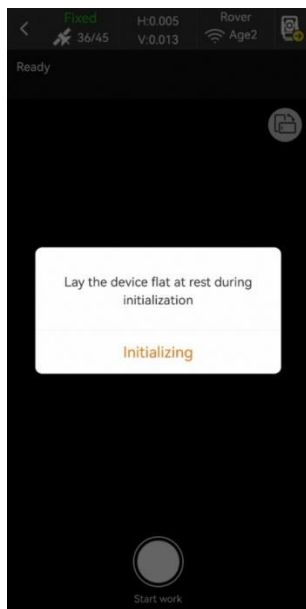 Fixed
36/45
H:0.005
V:0.013
Rover
Age2
Ready
Lay the device flat at rest during
initialization
Initializing
Start work